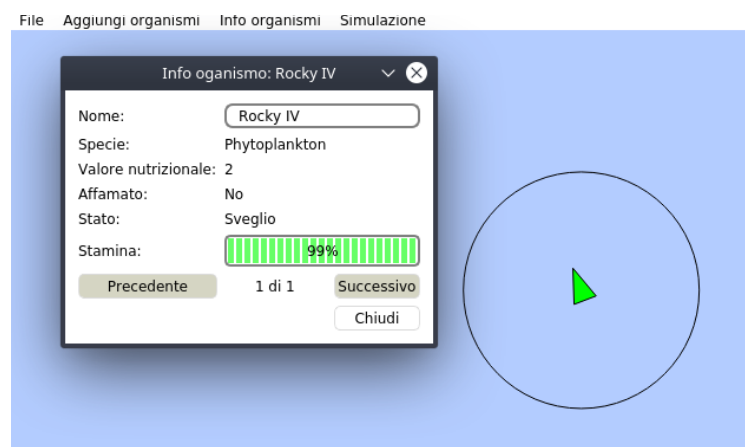 File Aggiungi organismi Info organismi Simulazione
Info oganismo: Rocky IV
Nome: Rocky IV
Specie: Phytoplankton
Valore nutrizionale: 2
Affamato: No
Stato: Sveglio
Stamina: 99%
Precedente 1 di 1 Successivo
Chiudi